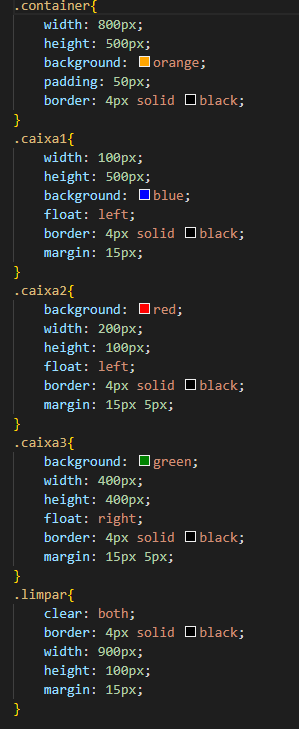 .container{
    width: 800px;
    height: 500px;
    background: orange;
    padding: 50px;
    border: 4px solid black;
}
.caixa1{
    width: 100px;
    height: 500px;
    background: blue;
    float: left;
    border: 4px solid black;
    margin: 15px;
}
.caixa2{
    background: red;
    width: 200px;
    height: 100px;
    float: left;
    border: 4px solid black;
    margin: 15px 5px;
}
.caixa3{
    background: green;
    width: 400px;
    height: 400px;
    float: right;
    border: 4px solid black;
    margin: 15px 5px;
}
.limpar{
    clear: both;
    border: 4px solid black;
    width: 900px;
    height: 100px;
    margin: 15px;
}